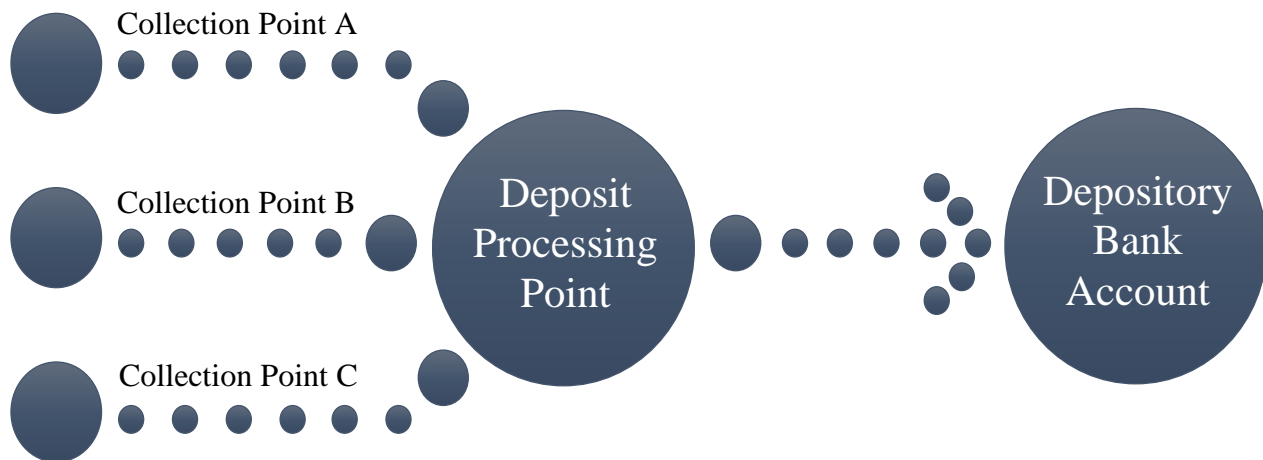 Collection Point A
Collection Point B
Collection Point C
Deposit
Processing
Point
Depository
Bank
Account